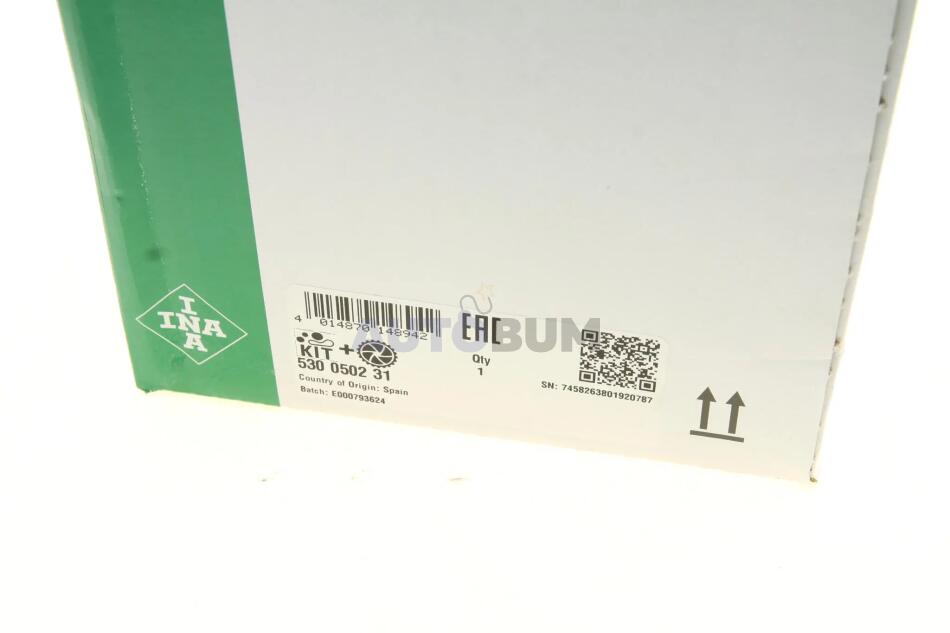 INA
INA
4 014870 148942
EAC
AUTOBUM
KIT +
530 0502 31
Qty
1
Country of Origin: Spain
Batch: E000793624
SN: 7458263801920787